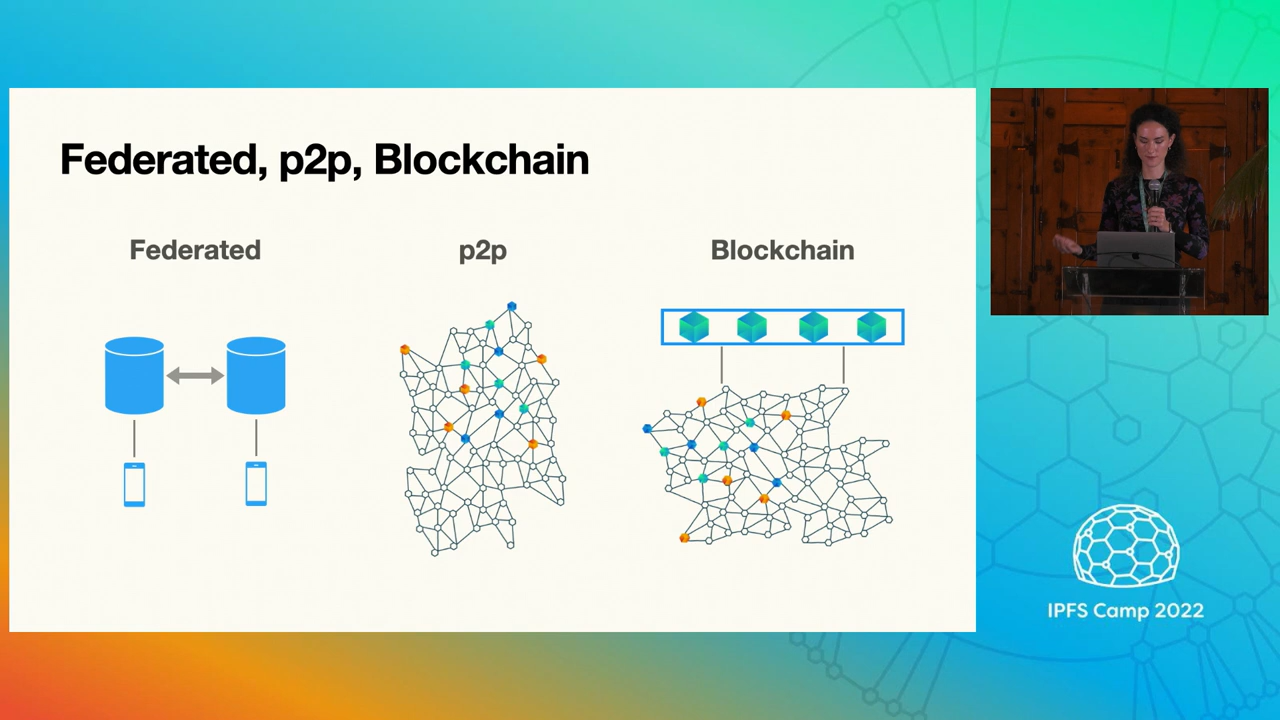 Federated, p2p, Blockchain
Federated
p2p
Blockchain
IPFS Camp 2022